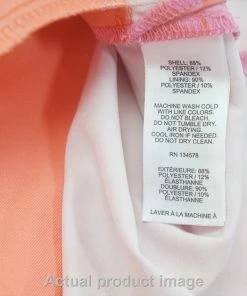 SHELL: 88%
POLYESTER / 12%
SPANDEX
LINING: 90%
POLYESTER / 10%
SPANDEX
MACHINE WASH COLD
WITH LIKE COLORS.
DO NOT BLEACH.
DO NOT TUMBLE DRY.
AIR DRYING.
COOL IRON IF NEEDED.
DO NOT DRY CLEAN.
RN 134578
EXTÉRIEURE: 88%
POLYESTER / 12%
ÉLASTHANNE
DOUBLURE: 90%
POLYESTER / 10%
ÉLASTHANNE
LAVIER À LA MACHINE À
Actual product image